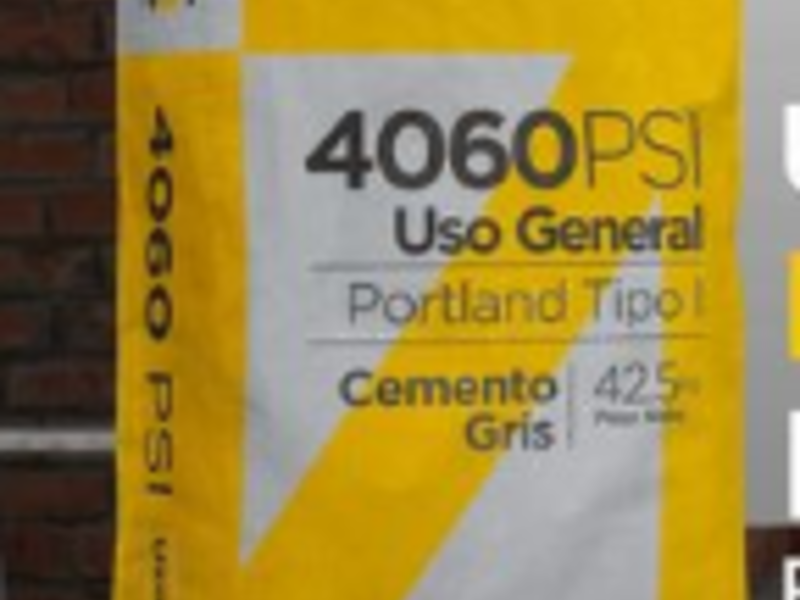 4060PSI
Uso General
Portland Tipo I
Cemento
Gris
42.5
4060 PSI